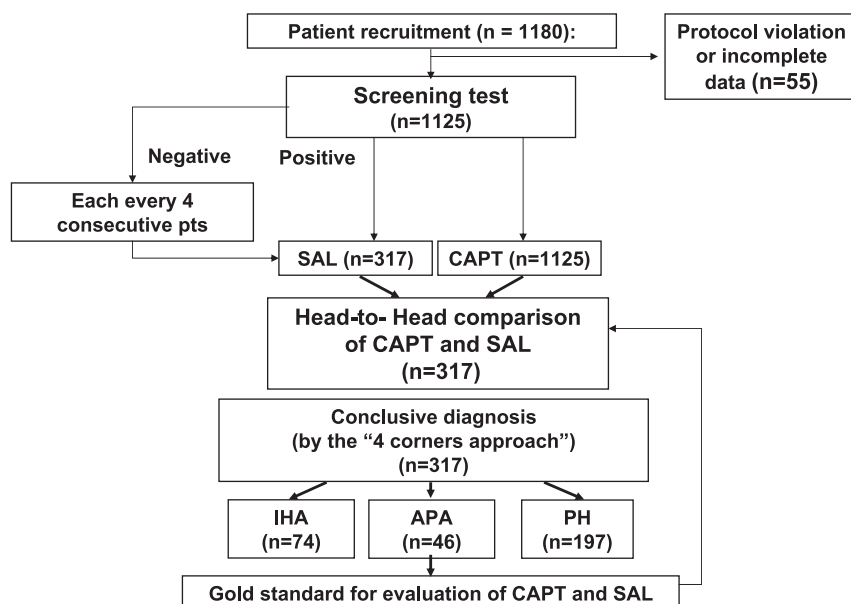 Patient recruitment (n = 1180):
Protocol violation
or incomplete
data (n=55)
Screening test
(n=1125)
Negative
Positive
Each every 4
consecutive pts
SAL (n=317)
CAPT (n=1125)
Head-to- Head comparison
of CAPT and SAL
(n=317)
Conclusive diagnosis
(by the “4 corners approach”)
(n=317)
IHA
(n=74)
APA
(n=46)
PH
(n=197)
Gold standard for evaluation of CAPT and SAL